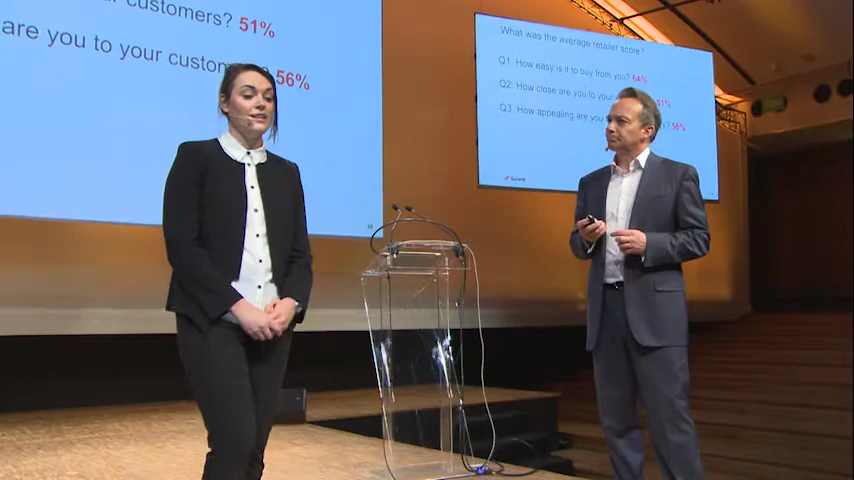 customers? 51%
are you to your custom 56%
What was the average retailer score?
Q1. How easy is it to buy from you? 64%
Q2. How close are you to your 51%
Q3. How appealing are you 56%